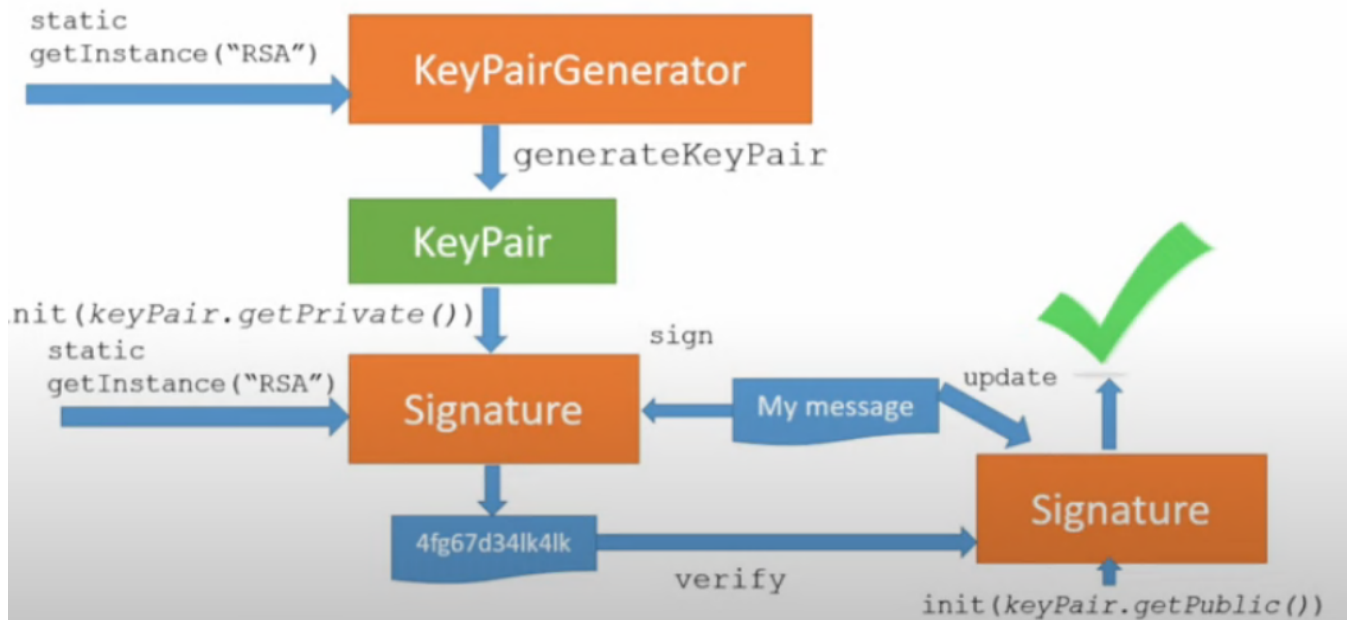 static
getInstance("RSA")
KeyPairGenerator
generateKeyPair
KeyPair
nit(keyPair.getPrivate())
static
getInstance("RSA")
sign
Signature
My message
update
Signature
4fg67d34lk4lk
verify
init(keyPair.getPublic())